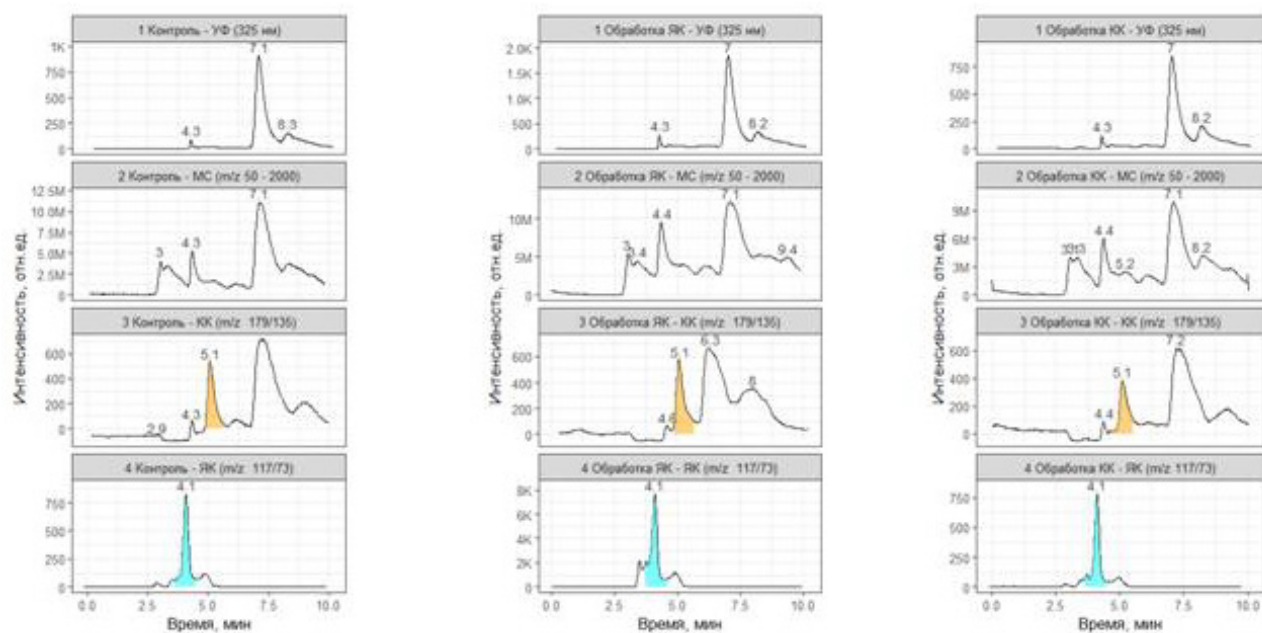 1 Контроль - УФ (325 нм)
1K
750
500
250
0
7.1
4.3
8.3
2 Контроль - МС (m/z 50 - 2000)
12.5M
10.0M
7.5M
5.0M
2.5M
0
3
4.3
7.1
3 Контроль - КК (m/z 179/135)
600
400
200
0
2.9
4.3
5.1
4 Контроль - ЯК (m/z 117/73)
750
500
250
0
4.1
0.0 2.5 5.0 7.5 10.0
Время, мин
Интенсивность, отн.ед.
1 Обработка ЯК - УФ (325 нм)
2.0K
1.5K
1.0K
500
0
4.3
7
8.2
2 Обработка ЯК - МС (m/z 50 - 2000)
10M
5M
0
3
3.4
4.4
7.1
9.4
3 Обработка ЯК - КК (m/z 179/135)
600
400
200
0
4.6
5.1
6.3
8
4 Обработка ЯК - ЯК (m/z 117/73)
8K
6K
4K
2K
0
4.1
0.0 2.5 5.0 7.5 10.0
Время, мин
Интенсивность, отн.ед.
1 Обработка КК - УФ (325 нм)
750
500
250
0
4.3
7
8.2
2 Обработка КК - МС (m/z 50 - 2000)
9M
6M
3M
0
4.4
5.2
7.1
8.2
3 Обработка КК - КК (m/z 179/135)
600
400
200
0
4.4
5.1
7.2
4 Обработка КК - ЯК (m/z 117/73)
750
500
250
0
4.1
0.0 2.5 5.0 7.5 10.0
Время, мин
Интенсивность, отн.ед.